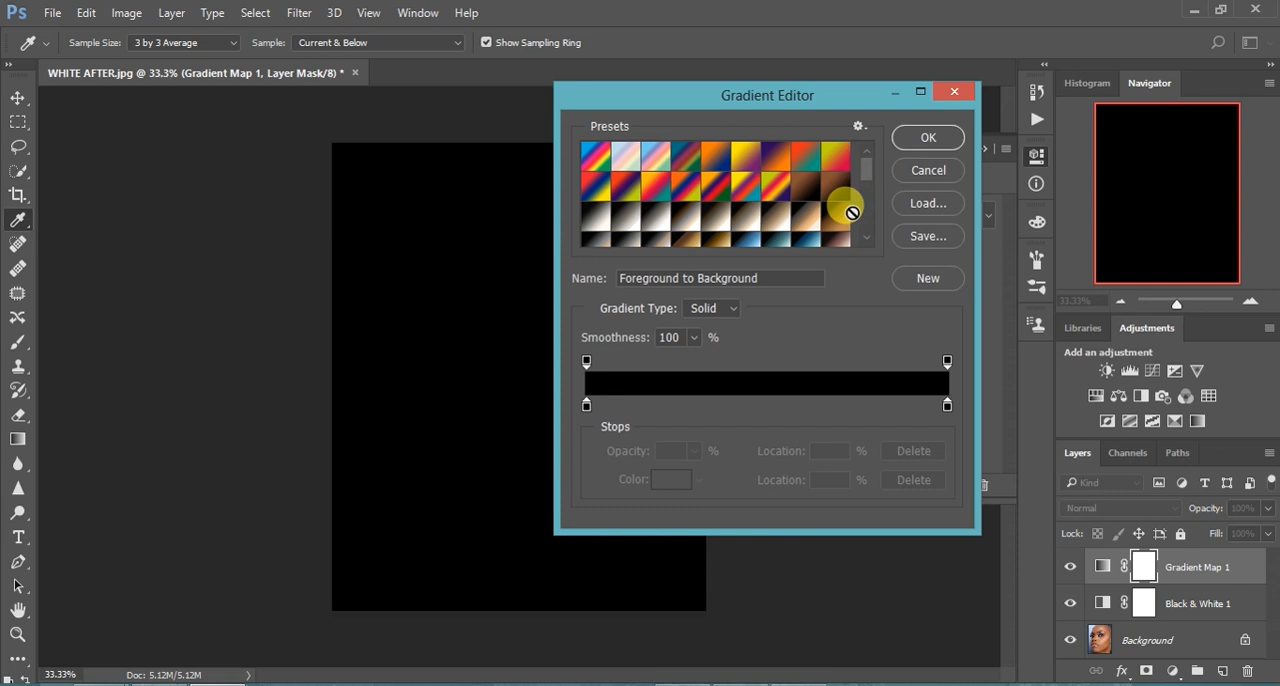 Ps File Edit Image Layer Type Select Filter 3D View Window Help
Sample Size: 3 by 3 Average Sample: Current & Below Show Sampling Ring
WHITE AFTER.jpg @ 33.3% (Gradient Map 1, Layer Mask/8) *
Gradient Editor
Presets
OK
Cancel
Load...
Save...
Name: Foreground to Background
New
Gradient Type: Solid
Smoothness: 100 %
Stops
Opacity: % Location: % Delete
Color: Location: % Delete
Histogram Navigator
33.33%
Libraries Adjustments
Add an adjustment
Layers Channels Paths
Kind
Normal Opacity: 100%
Lock: Fill: 100%
Gradient Map 1
Black & White 1
Background
33.33% Doc: 5.12M/5.12M